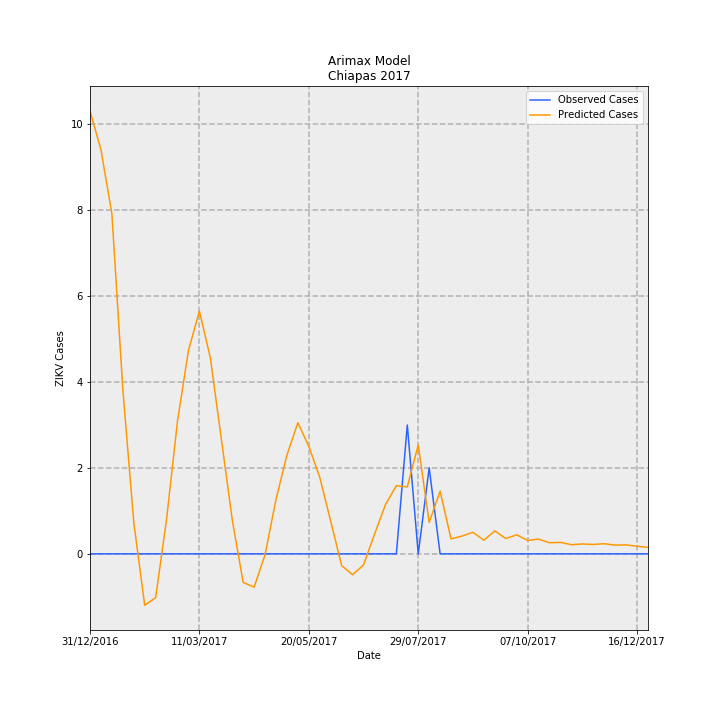 Arimax Model
Chiapas 2017
Observed Cases
Predicted Cases
10
8
6
4
2
0
ZIKV Cases
31/12/2016 11/03/2017 20/05/2017 29/07/2017 07/10/2017 16/12/2017
Date